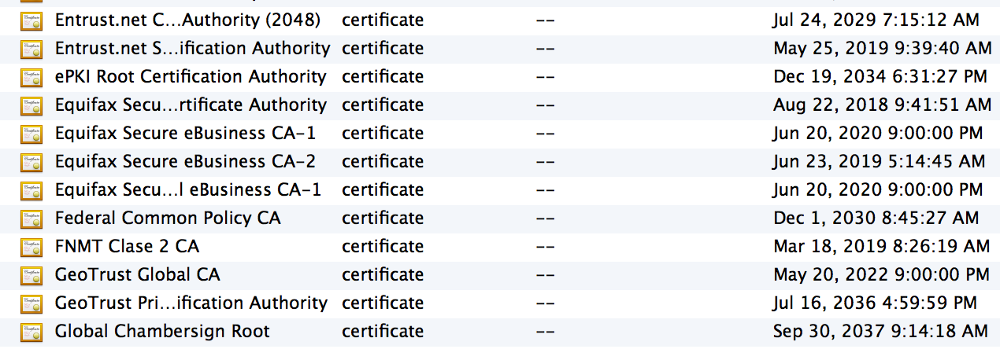 Entrust.net C...Authority (2048) certificate -- Jul 24, 2029 7:15:12 AM
Entrust.net S...ification Authority certificate -- May 25, 2019 9:39:40 AM
ePKI Root Certification Authority certificate -- Dec 19, 2034 6:31:27 PM
Equifax Secu...rtificate Authority certificate -- Aug 22, 2018 9:41:51 AM
Equifax Secure eBusiness CA-1 certificate -- Jun 20, 2020 9:00:00 PM
Equifax Secure eBusiness CA-2 certificate -- Jun 23, 2019 5:14:45 AM
Equifax Secu...l eBusiness CA-1 certificate -- Jun 20, 2020 9:00:00 PM
Federal Common Policy CA certificate -- Dec 1, 2030 8:45:27 AM
FNMT Clase 2 CA certificate -- Mar 18, 2019 8:26:19 AM
GeoTrust Global CA certificate -- May 20, 2022 9:00:00 PM
GeoTrust Pri...ification Authority certificate -- Jul 16, 2036 4:59:59 PM
Global Chambersign Root certificate -- Sep 30, 2037 9:14:18 AM